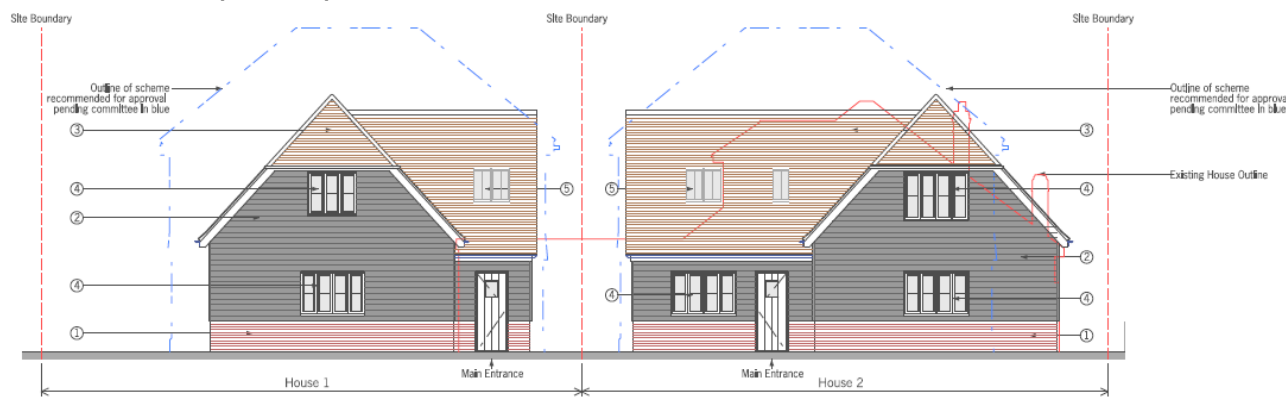 Site Boundary
Site Boundary
Site Boundary
Outline of scheme
recommended for approval
pending committee in blue
Outline of scheme
recommended for approval
pending committee in blue
3
3
4
5
5
4
Existing House Outline
2
2
4
4
4
1
1
Main Entrance
Main Entrance
House 1
House 2